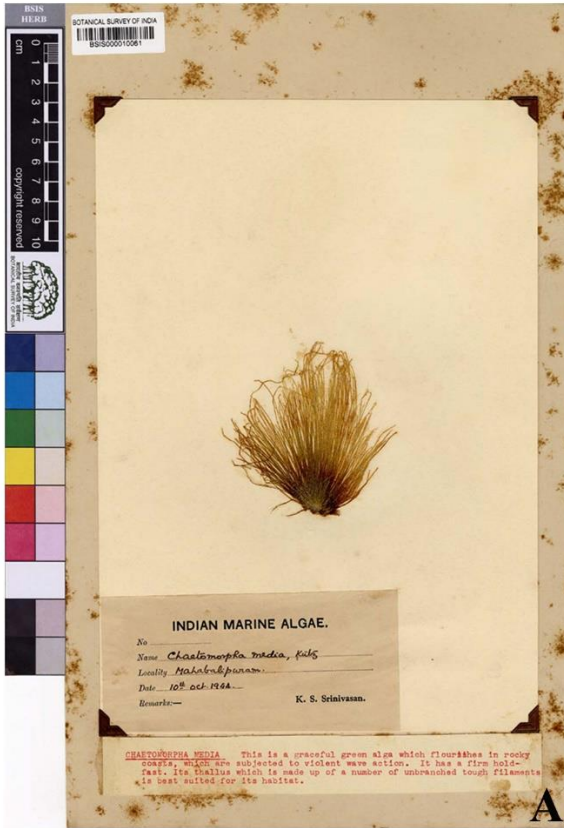 BSIS
HERB
BOTANICAL SURVEY OF INDIA
BSIS000010061
0 1 2 3 4 5 6 7 8 9 10
cm
copyright reserved
BOTANICAL SURVEY OF INDIA
INDIAN MARINE ALGAE.
No
Name Chaetomorpha media, Kütz
Locality Mahabalipuram.
Date 10th oct
Remarks:— K. S. Srinivasan.
CHAETOMORPHA MEDIA This is a graceful green alga which flourishes in rocky
coasts, which are subjected to violent wave action. It has a firm hold-
fast. Its thallus which is made up of a number of unbranched tough filaments
is best suited for its habitat.
A